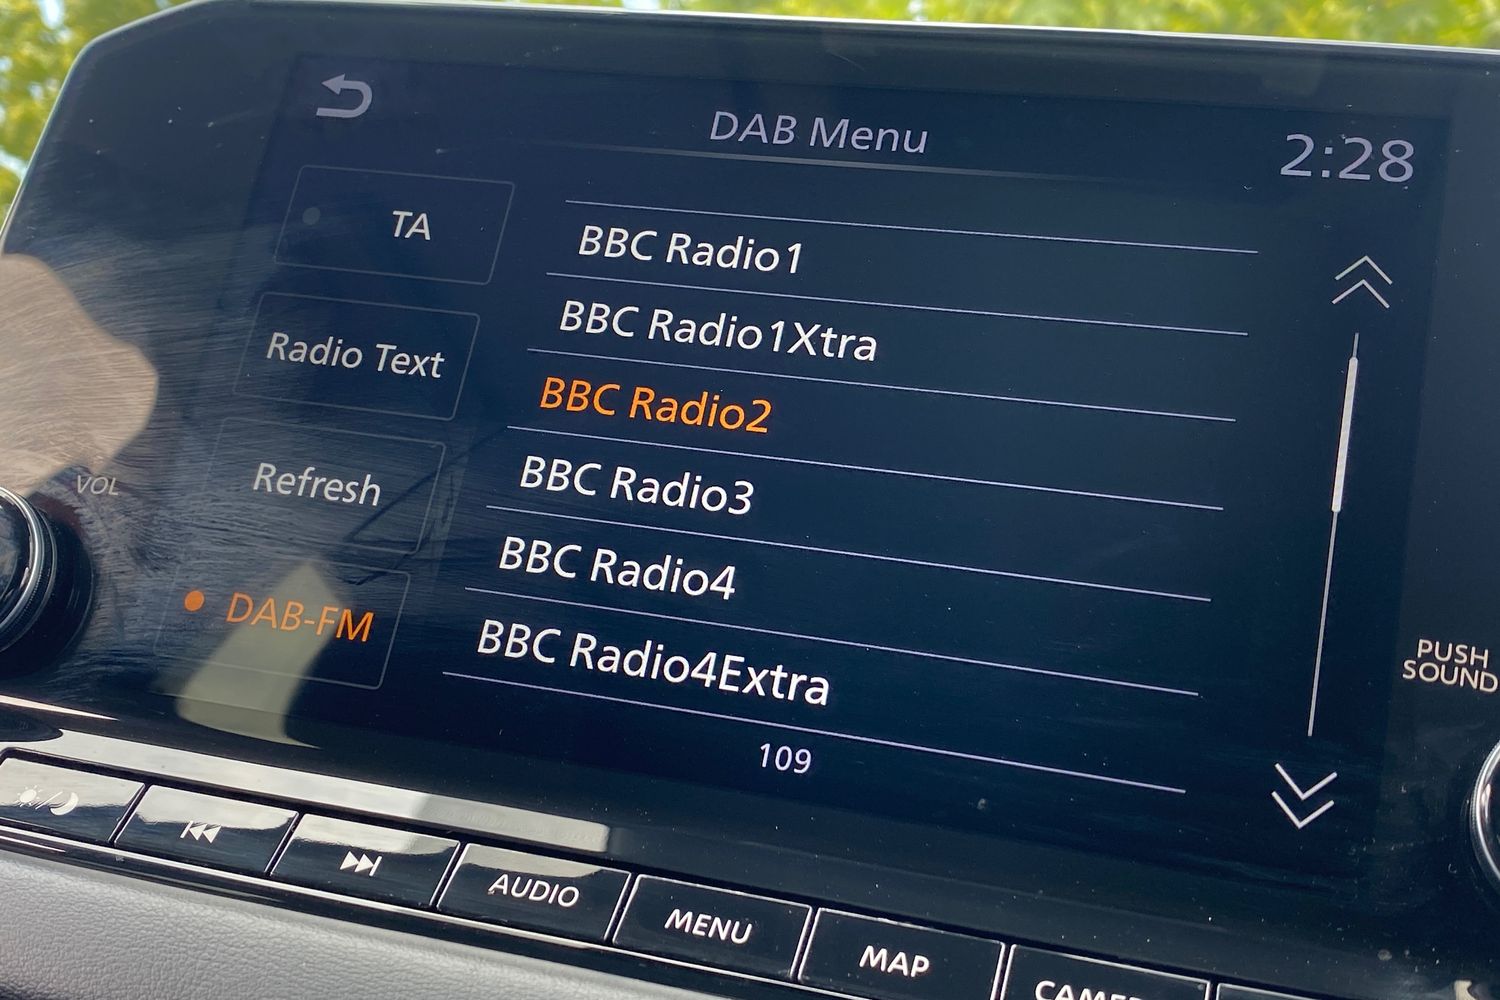 DAB Menu
2:28
TA
Radio Text
Refresh
DAB-FM
BBC Radio1
BBC Radio1Xtra
BBC Radio2
BBC Radio3
BBC Radio4
BBC Radio4Extra
109
VOL
PUSH
SOUND
AUDIO
MENU
MAP